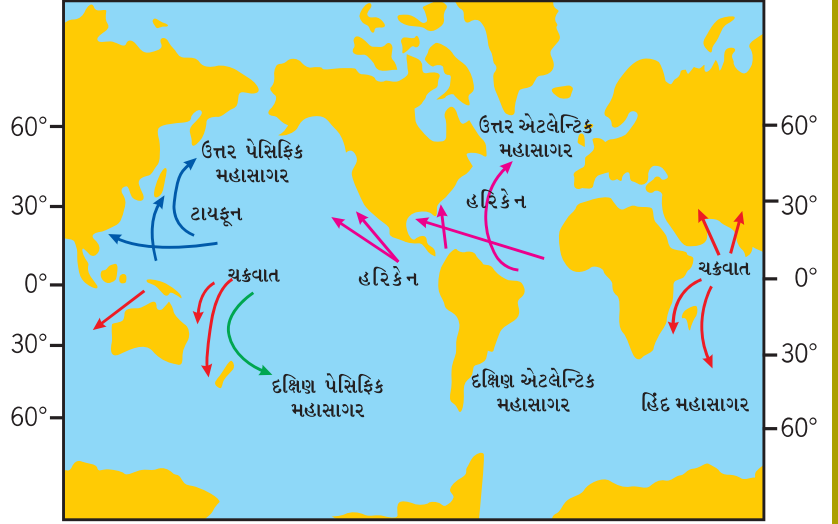 60°
30°
0°
30°
60°
ઉત્તર પેસિફિક
મહાસાગર
ટાયફૂન
ચક્રવાત
દક્ષિણ પેસિફિક
મહાસાગર
હરિકેન
ઉત્તર એટલેન્ટિક
મહાસાગર
હરિકેન
દક્ષિણ એટલેન્ટિક
મહાસાગર
ચક્રવાત
હિંદ મહાસાગર
60°
30°
0°
30°
60°